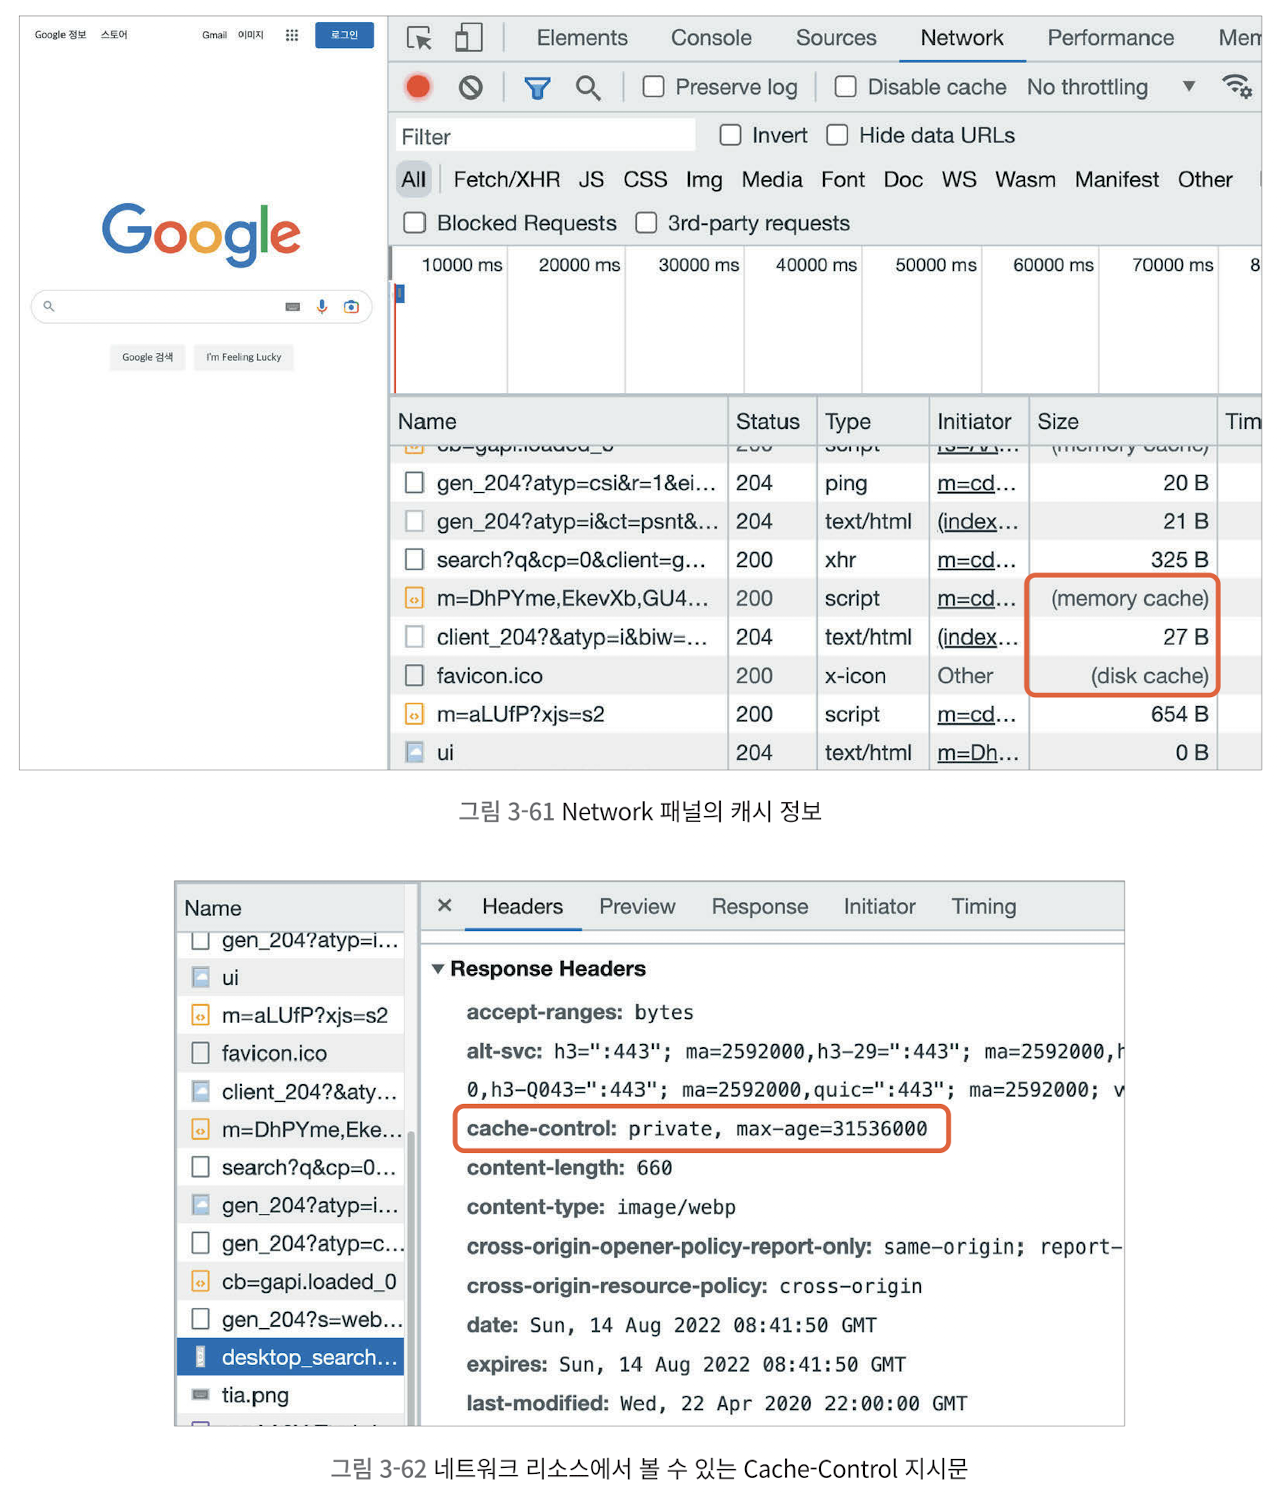 Google 정보 스토어 Gmail 이미지 로그인
Google
Google 검색 I'm Feeling Lucky
Elements Console Sources Network Performance Mem
Preserve log Disable cache No throttling
Filter Invert Hide data URLs
All Fetch/XHR JS CSS Img Media Font Doc WS Wasm Manifest Other
Blocked Requests 3rd-party requests
10000 ms 20000 ms 30000 ms 40000 ms 50000 ms 60000 ms 70000 ms 8
Name Status Type Initiator Size Tim
cb=gapi.loaded_0 200 script rs=AA... (memory cache)
gen_204?atyp=csi&r=1&ei... 204 ping m=cd... 20 B
gen_204?atyp=i&ct=psnt&... 204 text/html (index... 21 B
search?q&cp=0&client=g... 200 xhr m=cd... 325 B
m=DhPYme,EkevXb,GU4... 200 script m=cd... (memory cache)
client_204?&atyp=i&biw=... 204 text/html (index... 27 B
favicon.ico 200 x-icon Other (disk cache)
m=aLUfP?xjs=s2 200 script m=cd... 654 B
ui 204 text/html m=Dh... 0 B
그림 3-61 Network 패널의 캐시 정보
Name
gen_204?atyp=i...
ui
m=aLUfP?xjs=s2
favicon.ico
client_204?&aty...
m=DhPYme,Eke...
search?q&cp=0...
gen_204?atyp=i...
gen_204?atyp=c...
cb=gapi.loaded_0
gen_204?s=web...
desktop_search...
tia.png
× Headers Preview Response Initiator Timing
▼ Response Headers
accept-ranges: bytes
alt-svc: h3=":443"; ma=2592000,h3-29=":443"; ma=2592000,h
0,h3-Q043=":443"; ma=2592000,quic=":443"; ma=2592000; v
cache-control: private, max-age=31536000
content-length: 660
content-type: image/webp
cross-origin-opener-policy-report-only: same-origin; report-
cross-origin-resource-policy: cross-origin
date: Sun, 14 Aug 2022 08:41:50 GMT
expires: Sun, 14 Aug 2022 08:41:50 GMT
last-modified: Wed, 22 Apr 2020 22:00:00 GMT
그림 3-62 네트워크 리소스에서 볼 수 있는 Cache-Control 지시문